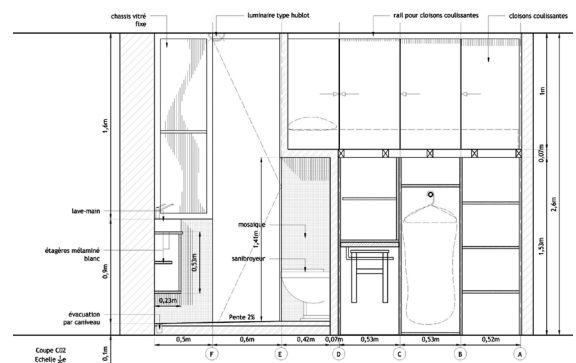 chassis vitré
fixe
luminaire type hublot
rail pour cloisons coulissantes
cloisons coulissantes
1,6m
1m
0,07m
2,6m
lave-main
mosaïque
1,41m
1,53m
étagères mélaminé
blanc
sanibroyeur
0,9m
0,53m
0,23m
évacuation
par caniveau
Pente 2%
0,5m
0,6m
0,42m
0,07m
0,53m
0,53m
0,52m
0,1m
F
E
D
C
B
A
Coupe C02
Echelle